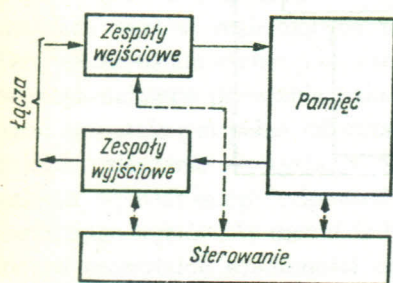 Zespoły
wejściowe
Łącza
Pamięć
Zespoły
wyjściowe
Sterowanie